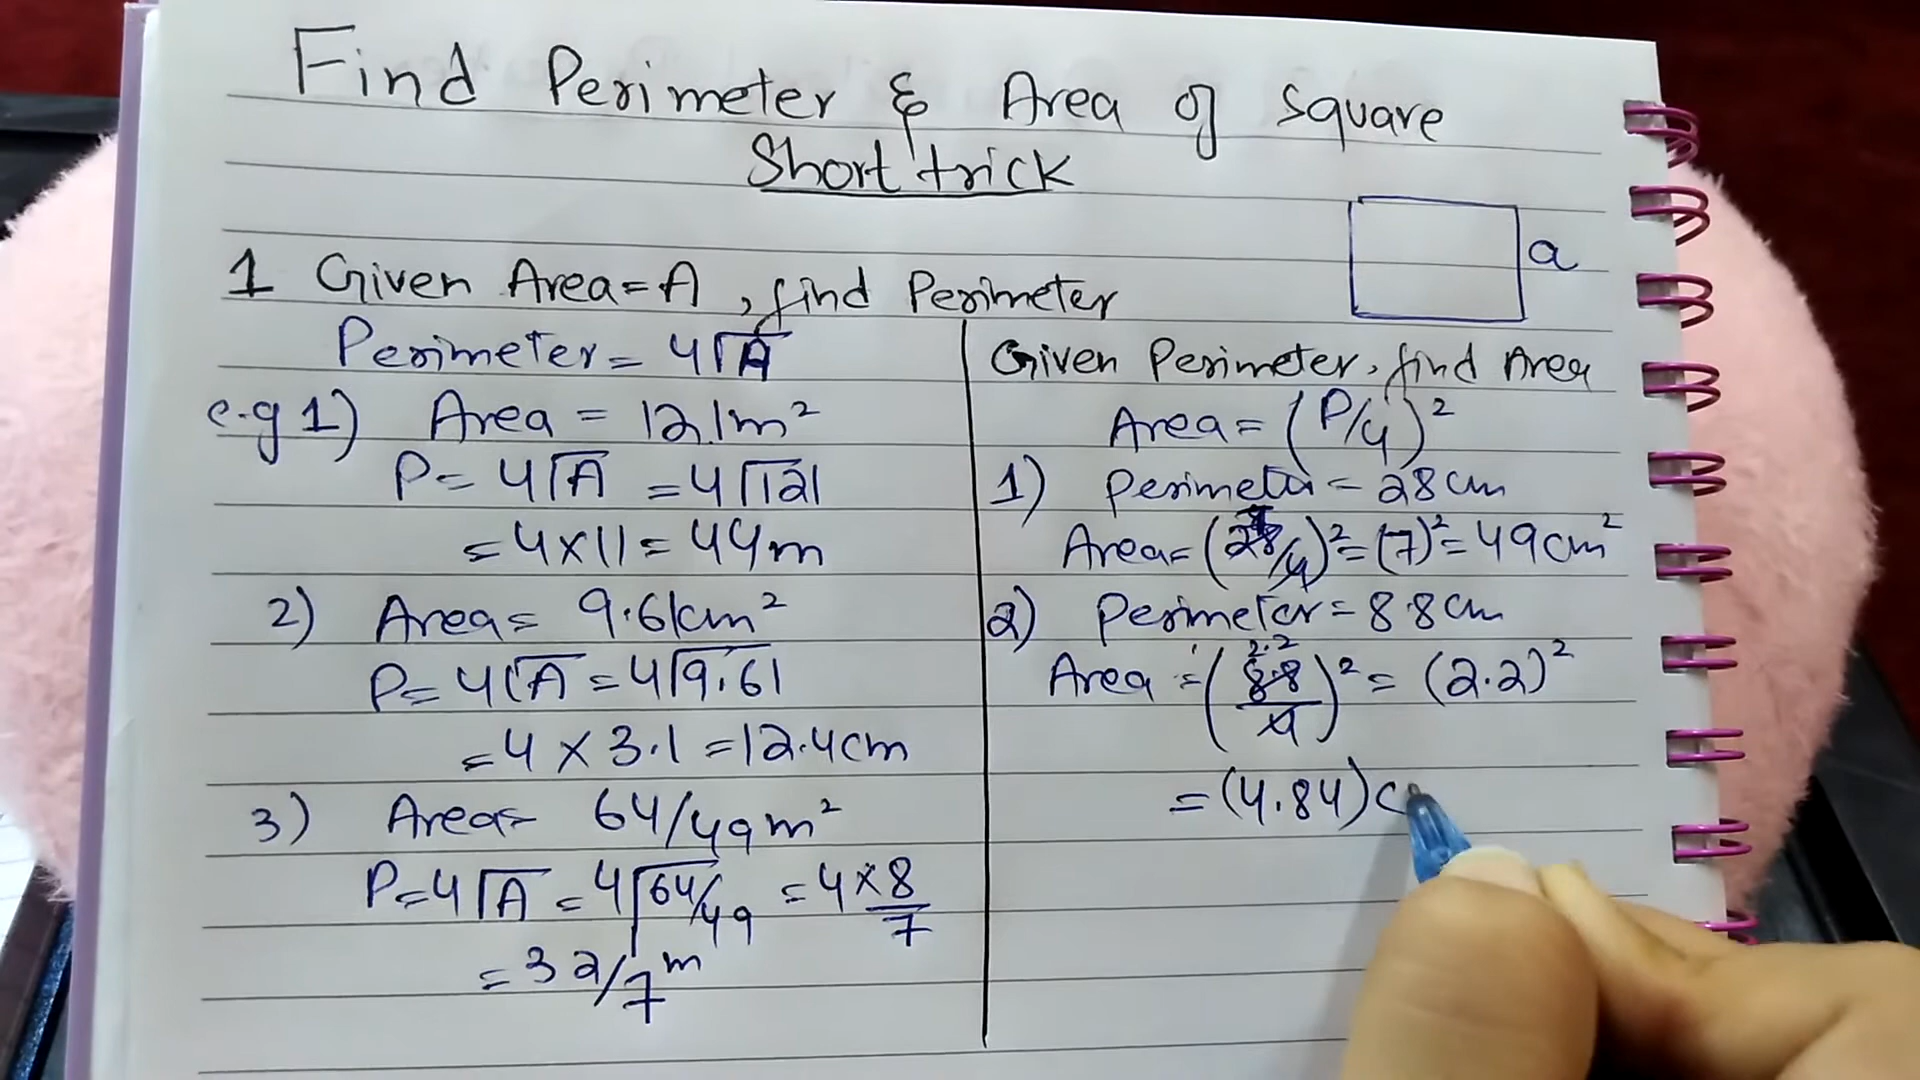 Find Perimeter & Area of square
Short trick
a
1 Given Area=A, find Perimeter
Perimeter = 4√A
e.g 1) Area = 121m²
P= 4√A = 4√121
= 4×11 = 44m
2) Area= 9.61cm²
P= 4√A = 4√9.61
= 4 × 3.1 = 12.4cm
3) Area= 64/49m²
P=4√A = 4√64/49 = 4×8/7
= 32/7 m
Given Perimeter, find Area
Area= (P/4)²
1) Perimeter = 28cm
Area= (28/4)² = (7)² = 49cm²
2) Perimeter= 8.8cm
2.2
Area = (8.8/4)² = (2.2)²
= (4.84)c